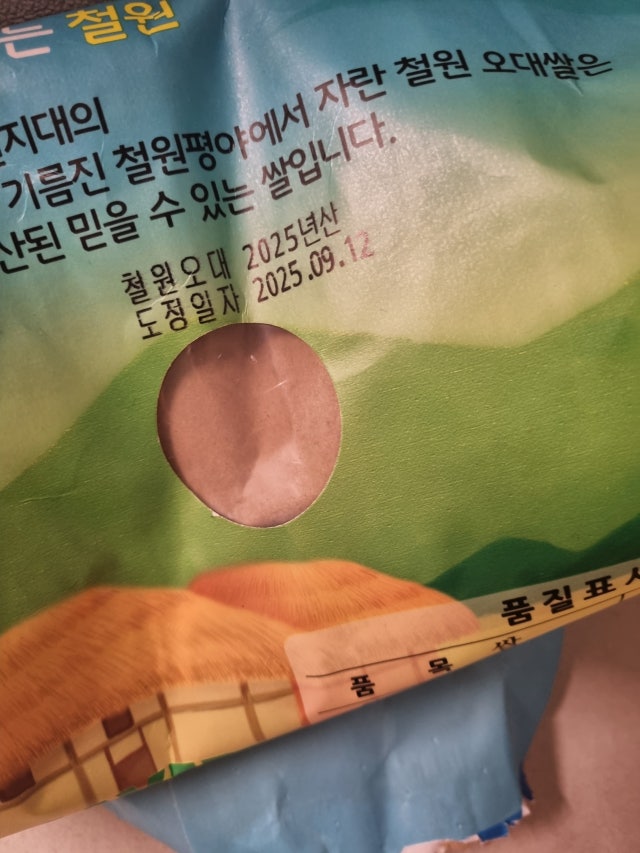 는 철원
지대의
기름진 철원평야에서 자란 철원 오대쌀은
산된 믿을 수 있는 쌀입니다.
철원오대 2025년산
도정일자 2025.09.12
품질표시
품 목